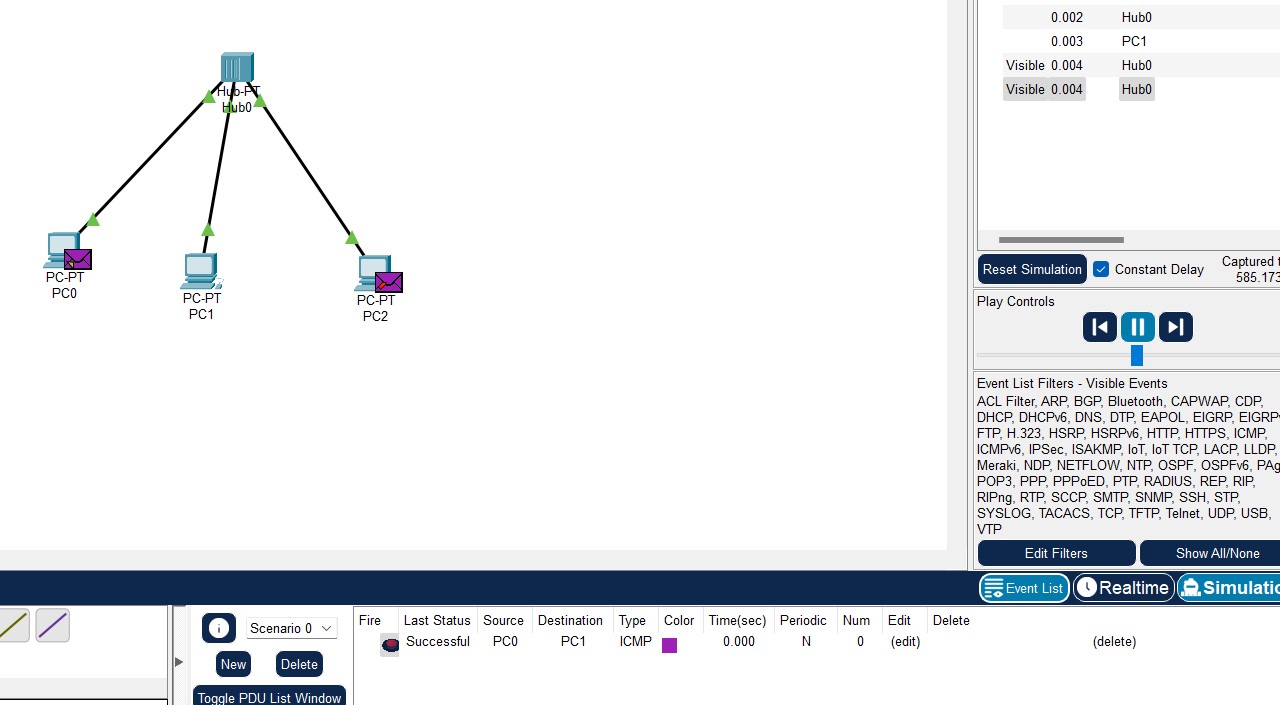 0.002 Hub0
0.003 PC1
Visible 0.004 Hub0
Visible 0.004 Hub0
Hub-PT
Hub0
PC-PT
PC0
PC-PT
PC1
PC-PT
PC2
Reset Simulation Constant Delay Captured t
585.173
Play Controls
Event List Filters - Visible Events
ACL Filter, ARP, BGP, Bluetooth, CAPWAP, CDP,
DHCP, DHCPv6, DNS, DTP, EAPOL, EIGRP, EIGRPv
FTP, H.323, HSRP, HSRPv6, HTTP, HTTPS, ICMP,
ICMPv6, IPSec, ISAKMP, IoT, IoT TCP, LACP, LLDP,
Meraki, NDP, NETFLOW, NTP, OSPF, OSPFv6, PAg
POP3, PPP, PPPoED, PTP, RADIUS, REP, RIP,
RIPng, RTP, SCCP, SMTP, SNMP, SSH, STP,
SYSLOG, TACACS, TCP, TFTP, Telnet, UDP, USB,
VTP
Edit Filters Show All/None
Event List Realtime Simulatio
Scenario 0
New Delete
Toggle PDU List Window
Fire Last Status Source Destination Type Color Time(sec) Periodic Num Edit Delete
Successful PC0 PC1 ICMP 0.000 N 0 (edit) (delete)